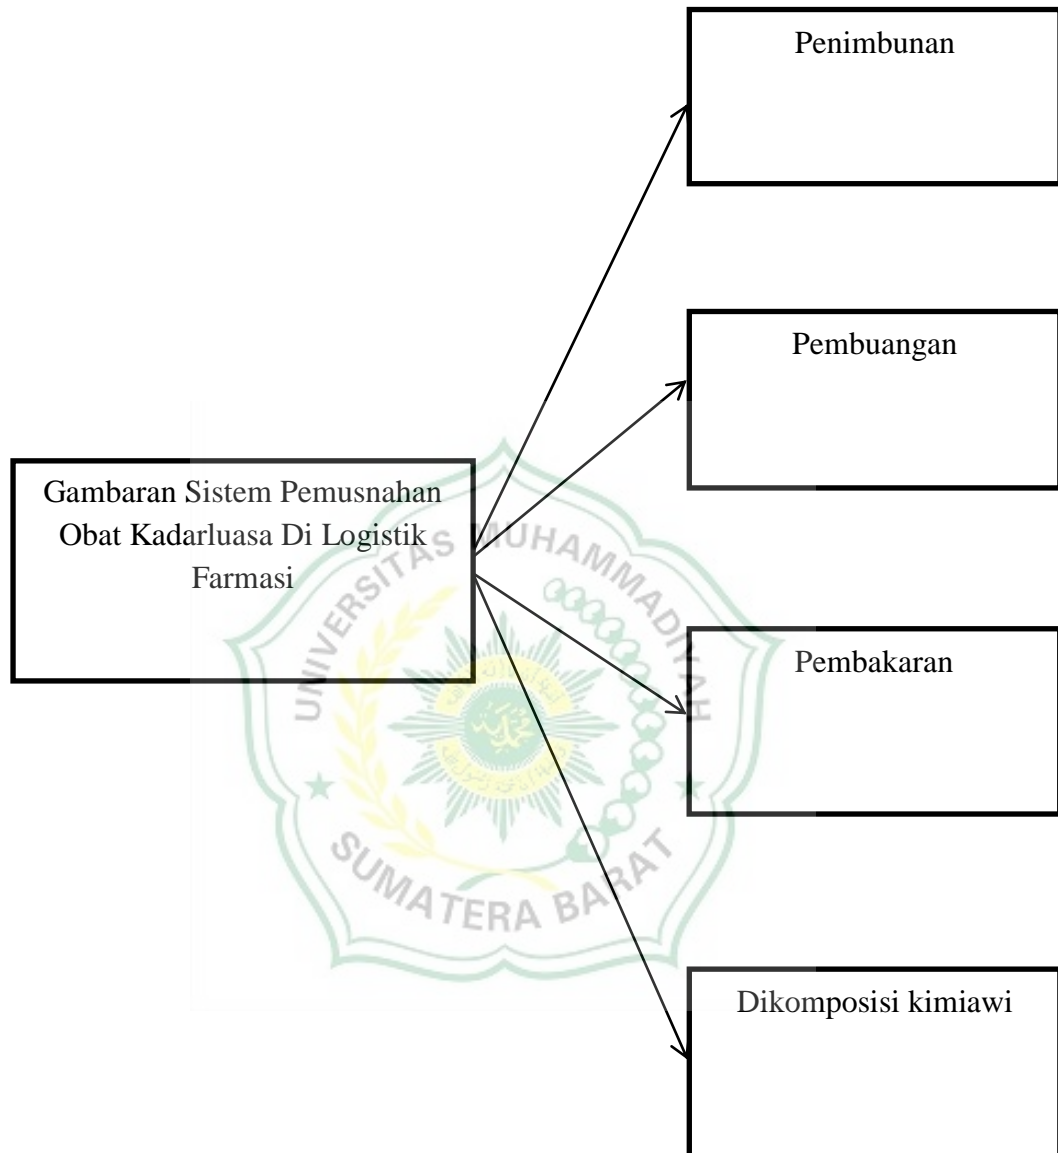 Penimbunan
Pembuangan
Gambaran Sistem Pemusnahan
Obat Kadarluasa Di Logistik
Farmasi
Pembakaran
Dikomposisi kimiawi
UNIVERSITAS MUHAMMADIYAH
SUMATERA BARAT